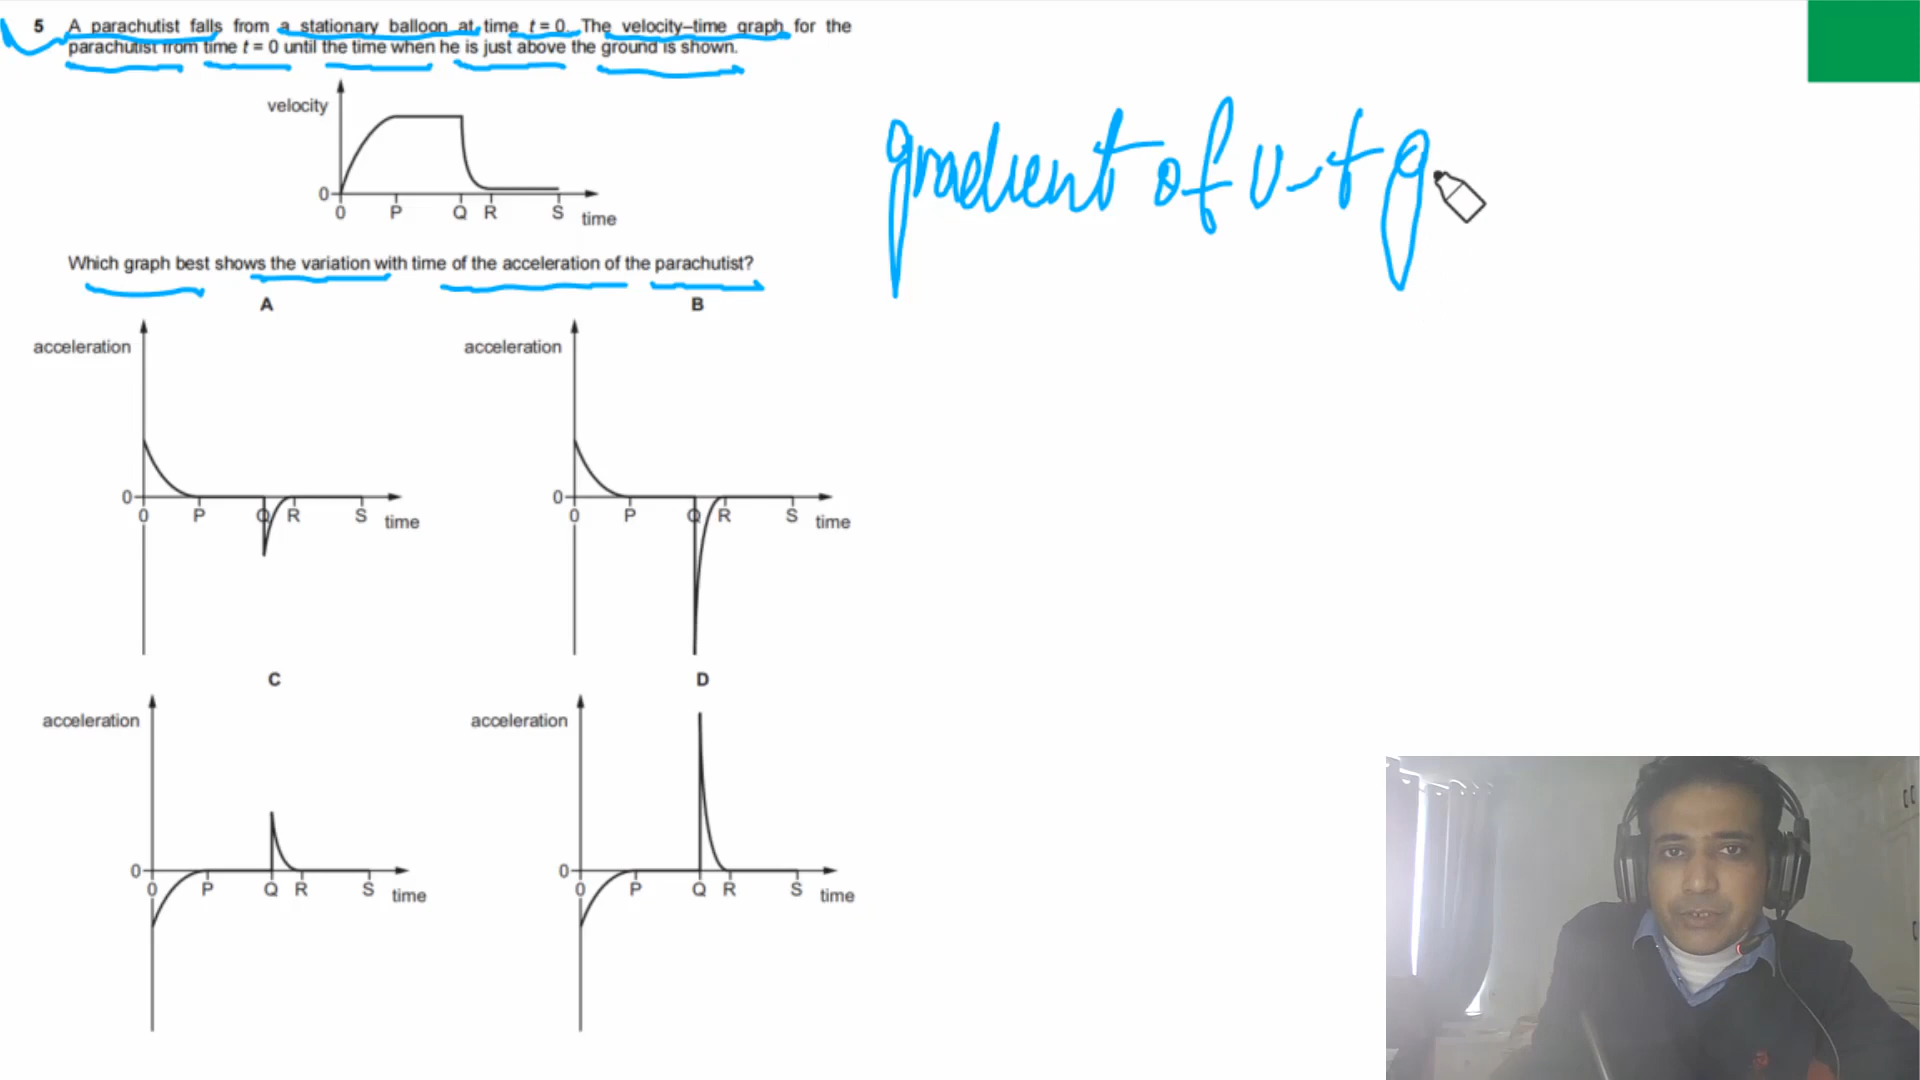 5 A parachutist falls from a stationary balloon at time t = 0. The velocity–time graph for the
parachutist from time t = 0 until the time when he is just above the ground is shown.
gradient of v-t g
velocity
0
0 P Q R S time
Which graph best shows the variation with time of the acceleration of the parachutist?
A
acceleration
0
0 P Q R S time
B
acceleration
0
0 P Q R S time
C
acceleration
0
0 P Q R S time
D
acceleration
0
0 P Q R S time